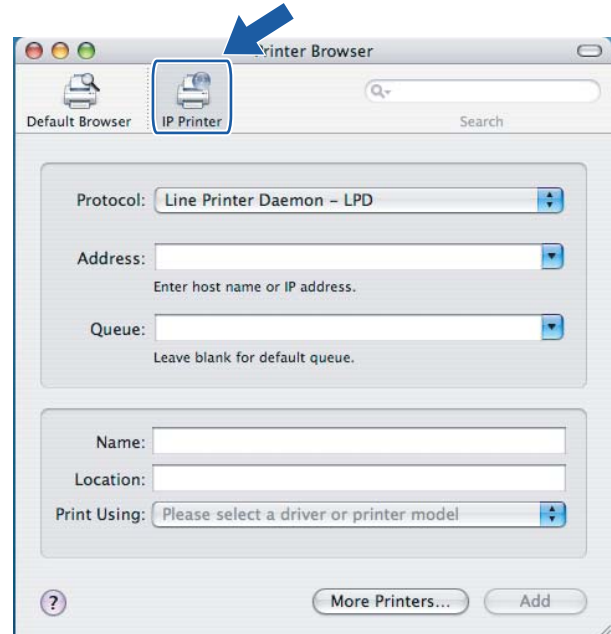 Printer Browser
Default Browser
IP Printer
Search
Protocol: Line Printer Daemon – LPD
Address:
Enter host name or IP address.
Queue:
Leave blank for default queue.
Name:
Location:
Print Using: Please select a driver or printer model
? More Printers... Add